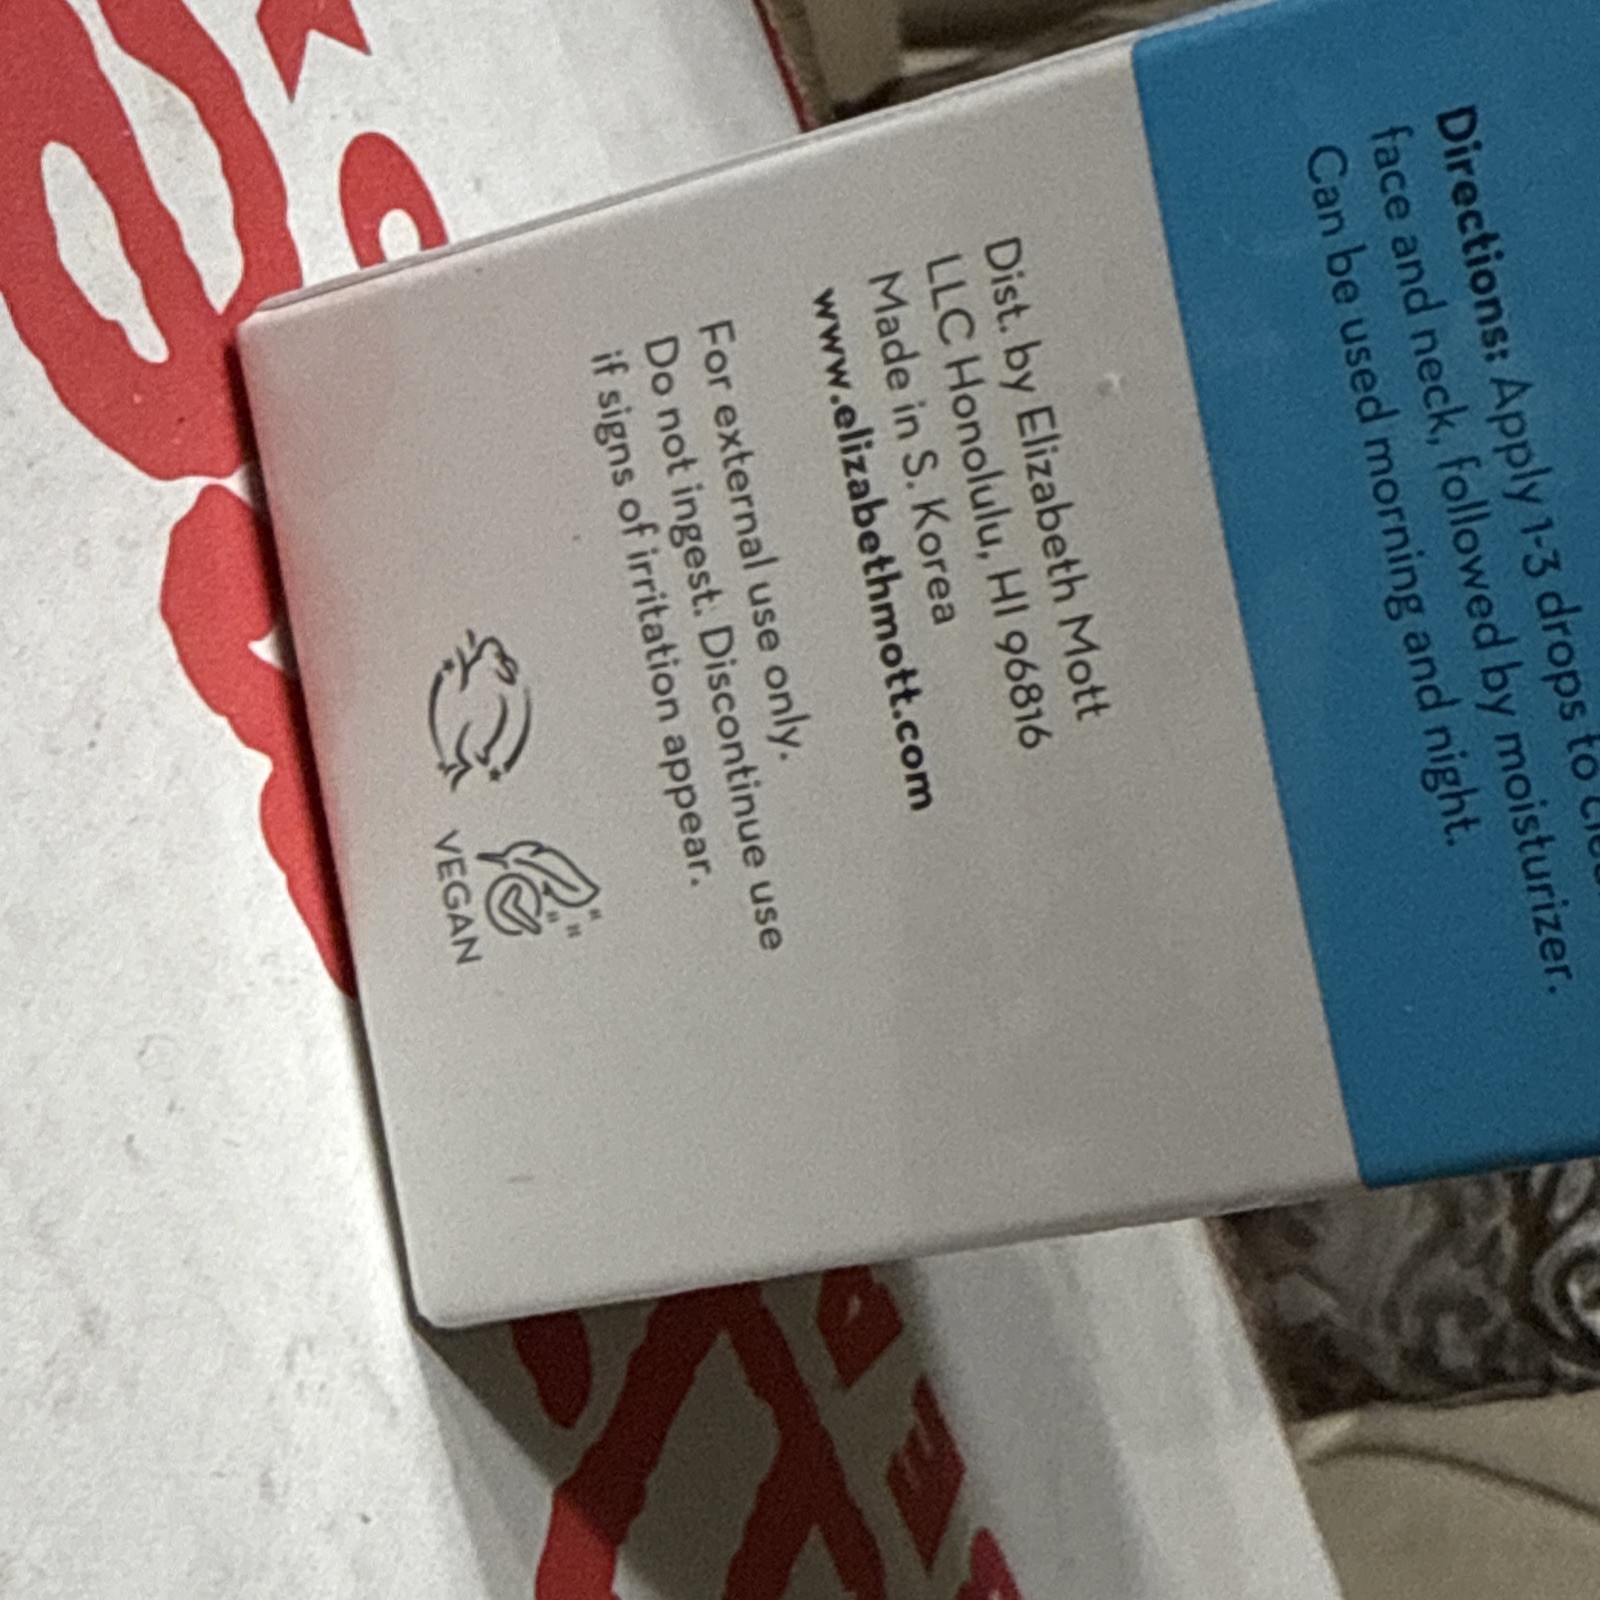 Directions: Apply 1-3 drops to
face and neck, followed by moisturizer.
Can be used morning and night.
Dist. by Elizabeth Mott
LLC Honolulu, HI 96816
Made in S. Korea
www.elizabethmott.com
For external use only.
Do not ingest. Discontinue use
if signs of irritation appear.
VEGAN